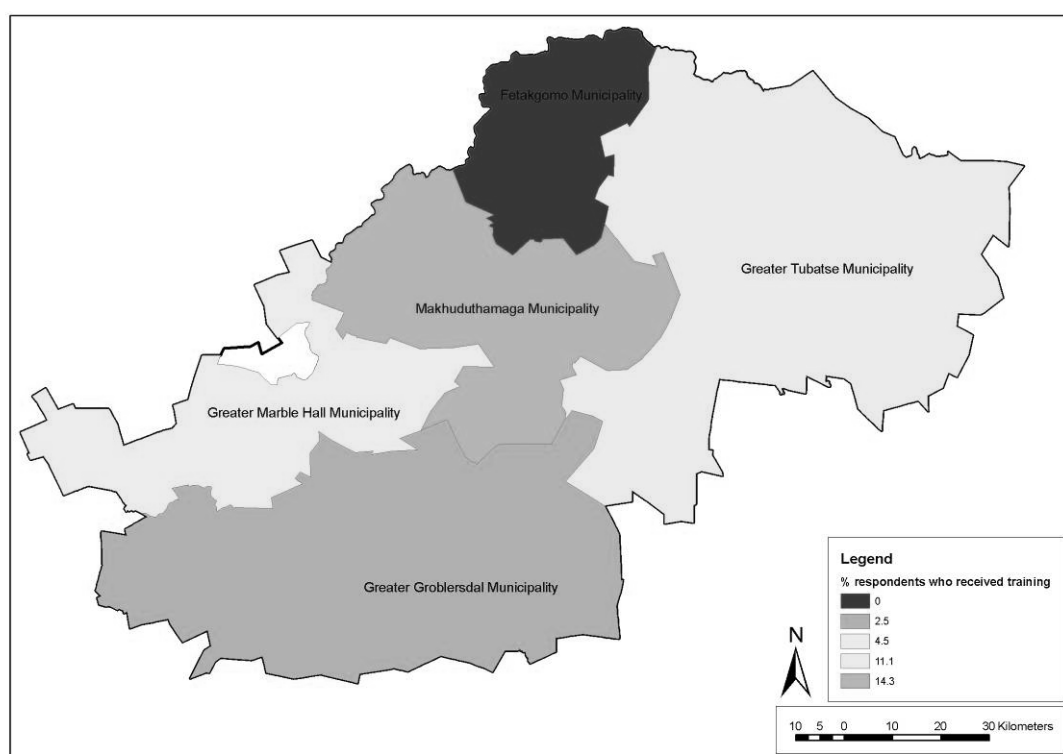 Fetakgomo Municipality
Greater Tubatse Municipality
Makhuduthamaga Municipality
Greater Marble Hall Municipality
Greater Groblersdal Municipality
Legend
% respondents who received training
0
2.5
4.5
11.1
14.3
N
10 5 0 10 20 30 Kilometers